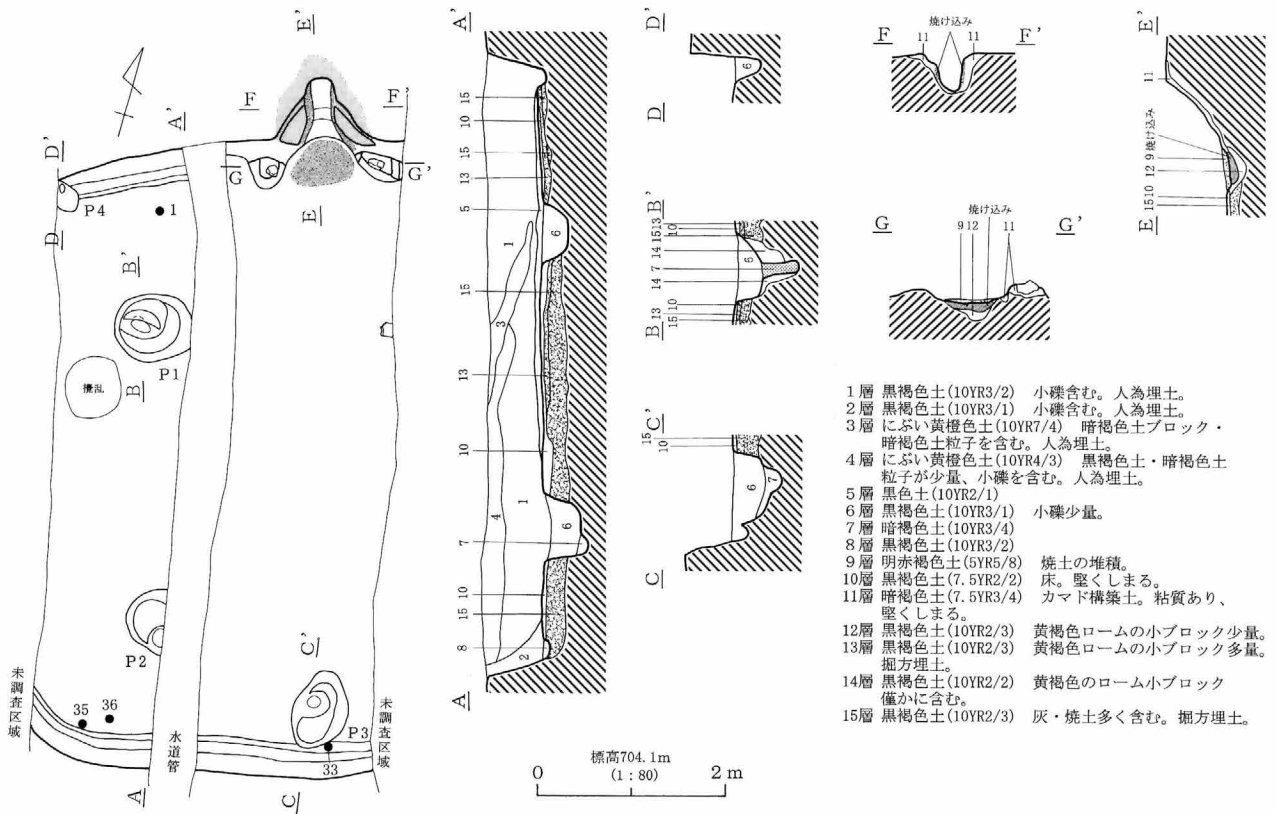 E'
F
F'
A'
D'
G
G'
P4
1
E
D
B'
P1
B
攪乱
P2
C'
未調査区域
35
36
水道管
P3
33
未調査区域
A
C
A'
15
10
15
13
5
1
6
15
3
13
10
4
1
6
7
10
15
8
2
A
D'
6
D
B'
13
10
15
14
6
7
14
10
13
15
B
C'
15
10
6
7
C
焼け込み
F
11
11
F'
E'
11
焼け込み
9
12
10
15
E
焼け込み
G
9 12
11
G'
1層 黒褐色土(10YR3/2) 小礫含む。人為埋土。
2層 黒褐色土(10YR3/1) 小礫含む。人為埋土。
3層 にぶい黄橙色土(10YR7/4) 暗褐色土ブロック・
暗褐色土粒子を含む。人為埋土。
4層 にぶい黄橙色土(10YR4/3) 黒褐色土・暗褐色土
粒子が少量、小礫を含む。人為埋土。
5層 黒色土(10YR2/1)
6層 黒褐色土(10YR3/1) 小礫少量。
7層 暗褐色土(10YR3/4)
8層 黒褐色土(10YR3/2)
9層 明赤褐色土(5YR5/8) 焼土の堆積。
10層 黒褐色土(7.5YR2/2) 床。堅くしまる。
11層 暗褐色土(7.5YR3/4) カマド構築土。粘質あり、
堅くしまる。
12層 黒褐色土(10YR2/3) 黄褐色ロームの小ブロック少量。
13層 黒褐色土(10YR2/3) 黄褐色ロームの小ブロック多量。
掘方埋土。
14層 黒褐色土(10YR2/2) 黄褐色のローム小ブロック
僅かに含む。
15層 黒褐色土(10YR2/3) 灰・焼土多く含む。掘方埋土。
標高704.1m
(1：80)
0
2m